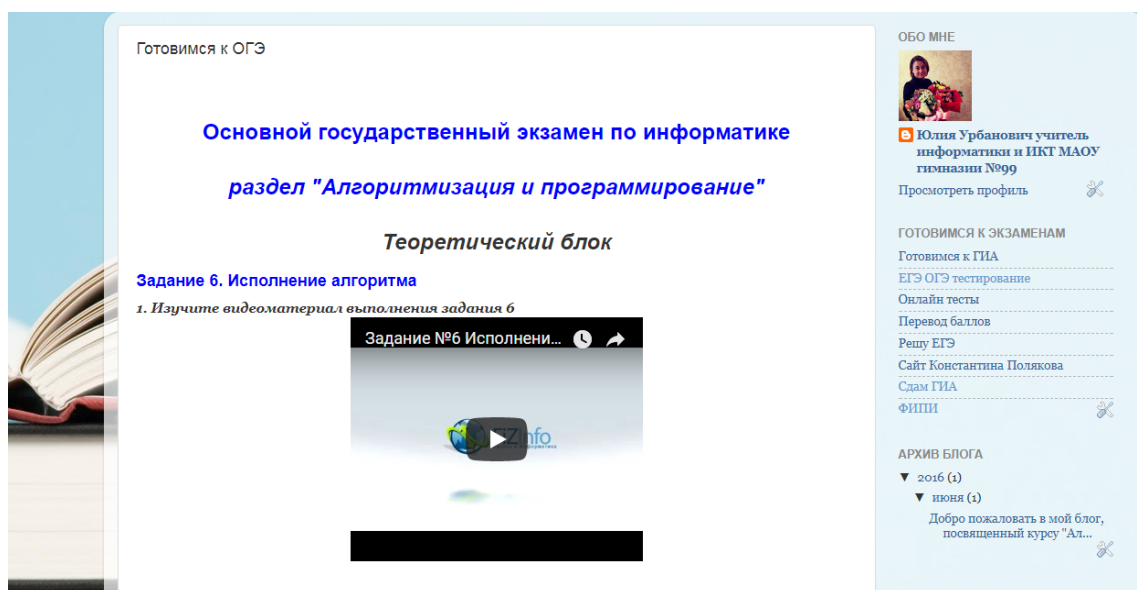 Готовимся к ОГЭ
Основной государственный экзамен по информатике
раздел "Алгоритмизация и программирование"
Теоретический блок
Задание 6. Исполнение алгоритма
1. Изучите видеоматериал выполнения задания 6
Задание №6 Исполнени...
ОБО МНЕ
Юлия Урбанович учитель
информатики и ИКТ МАОУ
гимназии №99
Просмотреть профиль
ГОТОВИМСЯ К ЭКЗАМЕНАМ
Готовимся к ГИА
ЕГЭ ОГЭ тестирование
Онлайн тесты
Перевод баллов
Решу ЕГЭ
Сайт Константина Полякова
Сдам ГИА
ФИПИ
АРХИВ БЛОГА
▼ 2016 (1)
▼ июня (1)
Добро пожаловать в мой блог,
посвященный курсу "Ал...